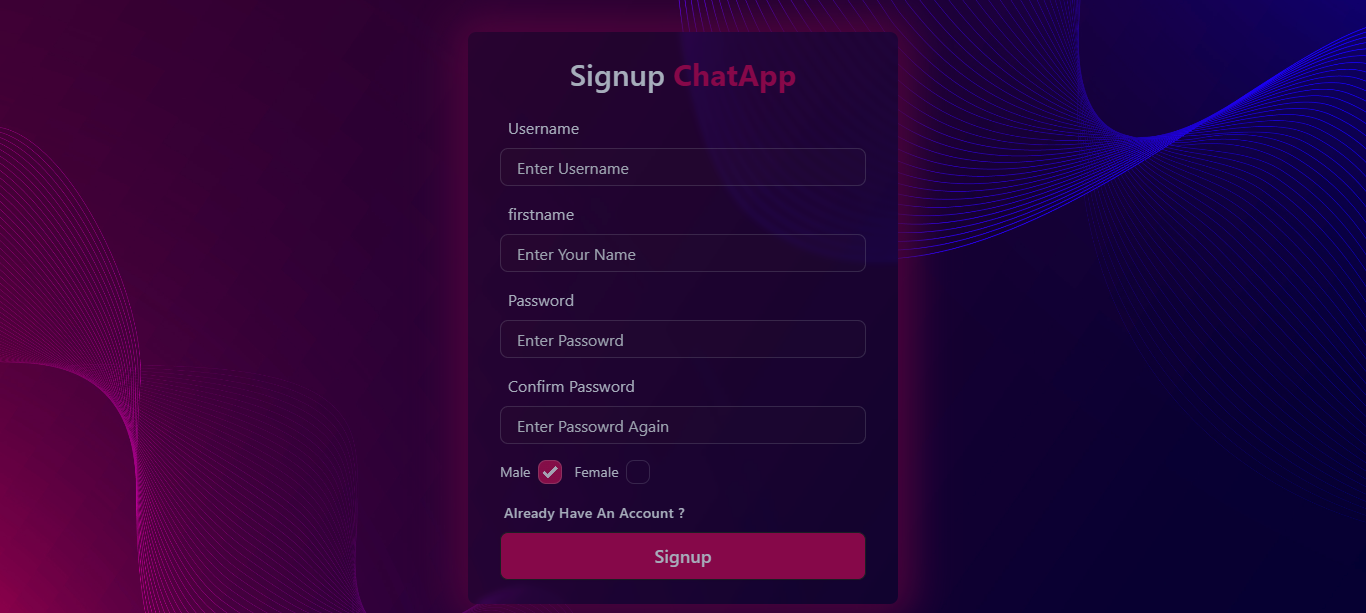 Signup ChatApp
Username
Enter Username
firstname
Enter Your Name
Password
Enter Passowrd
Confirm Password
Enter Passowrd Again
Male Female
Already Have An Account ?
Signup